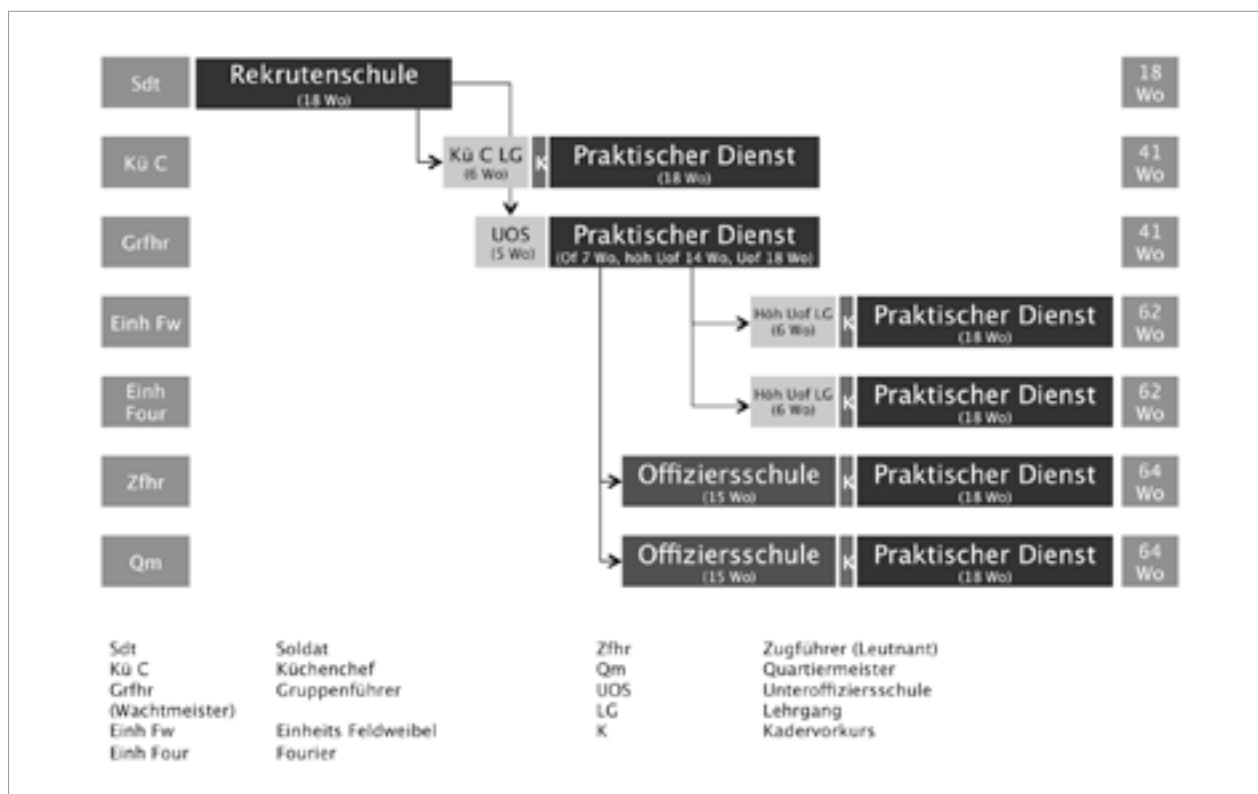 Sdt
Rekrutenschule
(18 Wo)
18
Wo
Kü C
Kü C LG
(6 Wo)
K
Praktischer Dienst
(18 Wo)
41
Wo
Grfhr
UOS
(5 Wo)
Praktischer Dienst
(Of 7 Wo, höh Uof 14 Wo, Uof 18 Wo)
41
Wo
Einh Fw
Höh Uof LG
(6 Wo)
K
Praktischer Dienst
(18 Wo)
62
Wo
Einh
Four
Höh Uof LG
(6 Wo)
K
Praktischer Dienst
(18 Wo)
62
Wo
Zfhr
Offiziersschule
(15 Wo)
K
Praktischer Dienst
(18 Wo)
64
Wo
Qm
Offiziersschule
(15 Wo)
K
Praktischer Dienst
(18 Wo)
64
Wo
Sdt Soldat
Kü C Küchenchef
Grfhr Gruppenführer
(Wachtmeister)
Einh Fw Einheits Feldweibel
Einh Four Fourier
Zfhr Zugführer (Leutnant)
Qm Quartiermeister
UOS Unteroffiziersschule
LG Lehrgang
K Kadervorkurs